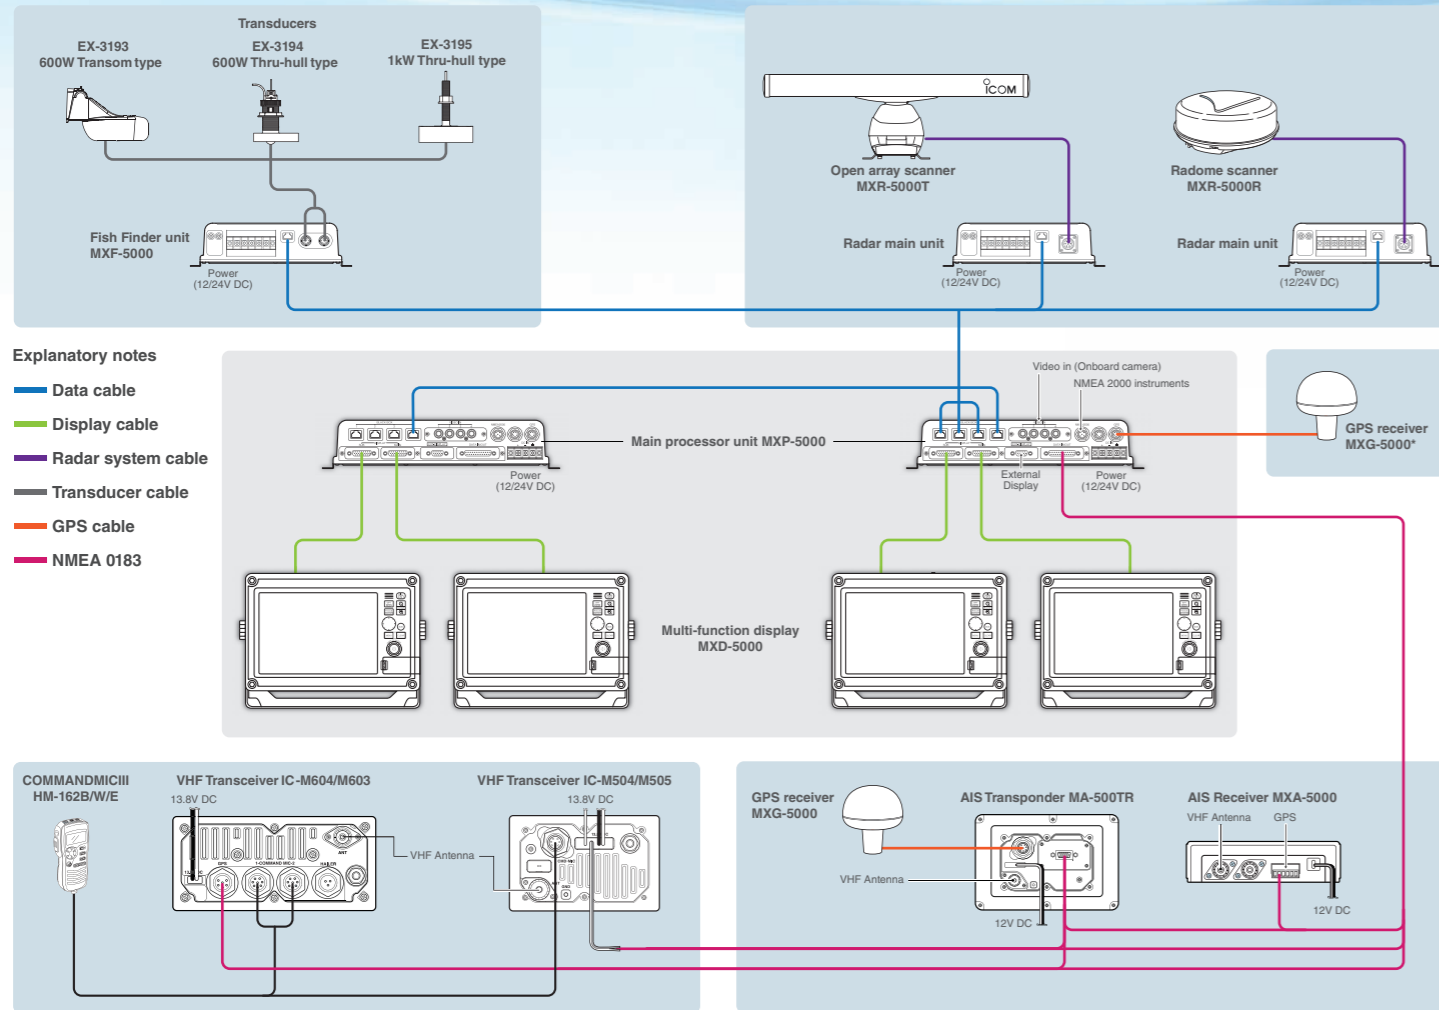 Transducers
EX-3193
600W Transom type
EX-3194
600W Thru-hull type
EX-3195
1kW Thru-hull type
Fish Finder unit
MXF-5000
Power
(12/24V DC)
ICOM
Open array scanner
MXR-5000T
Radome scanner
MXR-5000R
Radar main unit
Power
(12/24V DC)
Radar main unit
Power
(12/24V DC)
Explanatory notes
Data cable
Display cable
Radar system cable
Transducer cable
GPS cable
NMEA 0183
Video in (Onboard camera)
NMEA 2000 instruments
Main processor unit MXP-5000
Power
(12/24V DC)
External
Display
Power
(12/24V DC)
GPS receiver
MXG-5000*
Multi-function display
MXD-5000
COMMANDMICIII
HM-162B/W/E
VHF Transceiver IC-M604/M603
13.8V DC
ANT
GPS
1-COMMAND MIC-2
HAILER
VHF Antenna
VHF Transceiver IC-M504/M505
13.8V DC
GPS receiver
MXG-5000
AIS Transponder MA-500TR
VHF Antenna
12V DC
AIS Receiver MXA-5000
VHF Antenna
GPS
12V DC